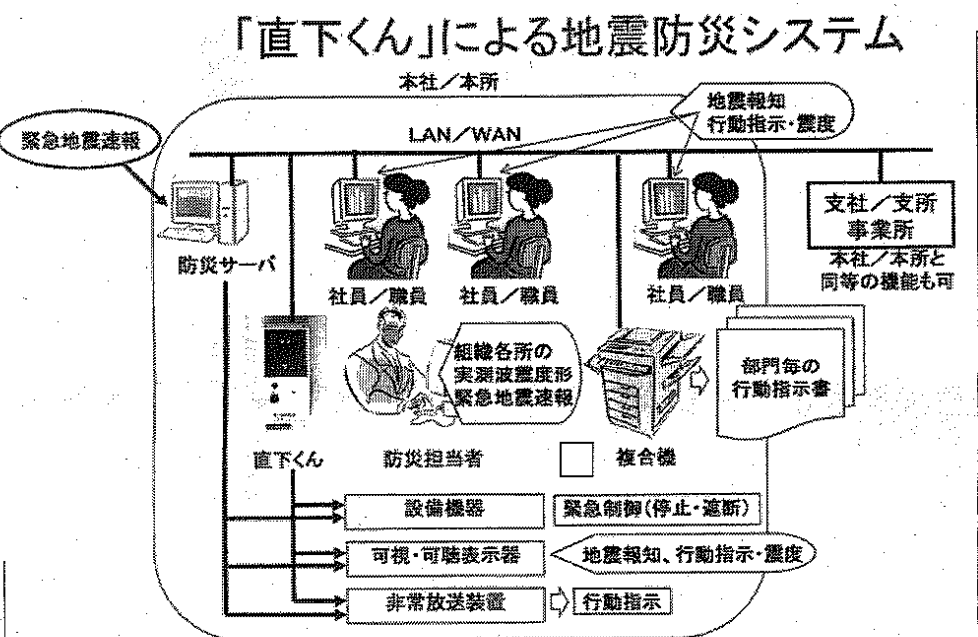 「直下くん」による地震防災システム
本社／本所
地震報知
行動指示・震度
緊急地震速報
LAN／WAN
支社／支所
事業所
本社／本所と
同等の機能も可
防災サーバ
社員／職員
社員／職員
社員／職員
組織各所の
実測波震度形
緊急地震速報
部門毎の
行動指示書
直下くん
防災担当者
複合機
設備機器
緊急制御（停止・遮断）
可視・可聴表示器
地震報知、行動指示・震度
非常放送装置
行動指示